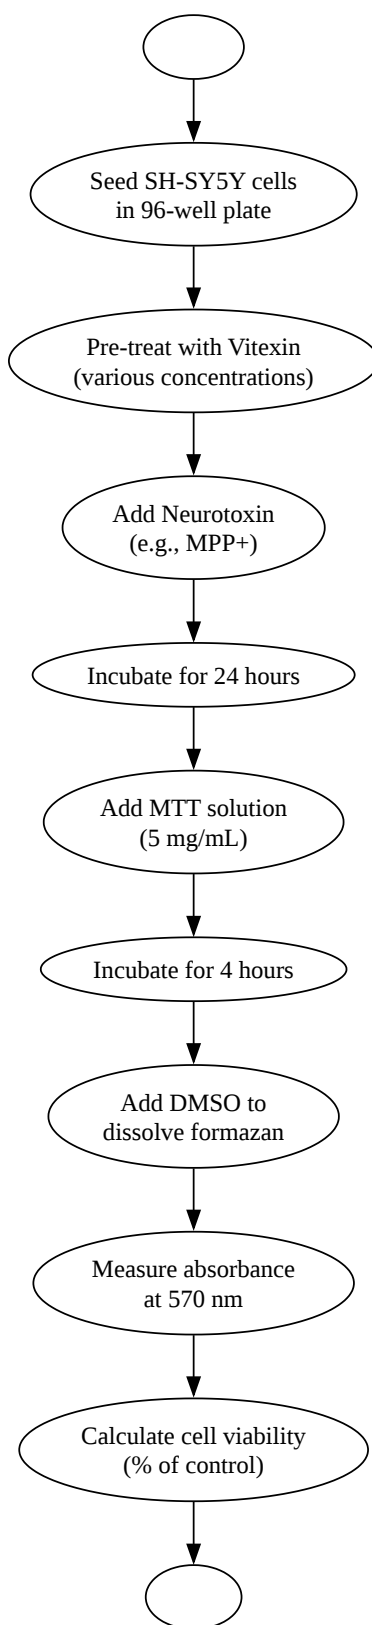 Seed SH-SY5Y cells
in 96-well plate
Pre-treat with Vitexin
(various concentrations)
Add Neurotoxin
(e.g., MPP+)
Incubate for 24 hours
Add MTT solution
(5 mg/mL)
Incubate for 4 hours
Add DMSO to
dissolve formazan
Measure absorbance
at 570 nm
Calculate cell viability
(% of control)